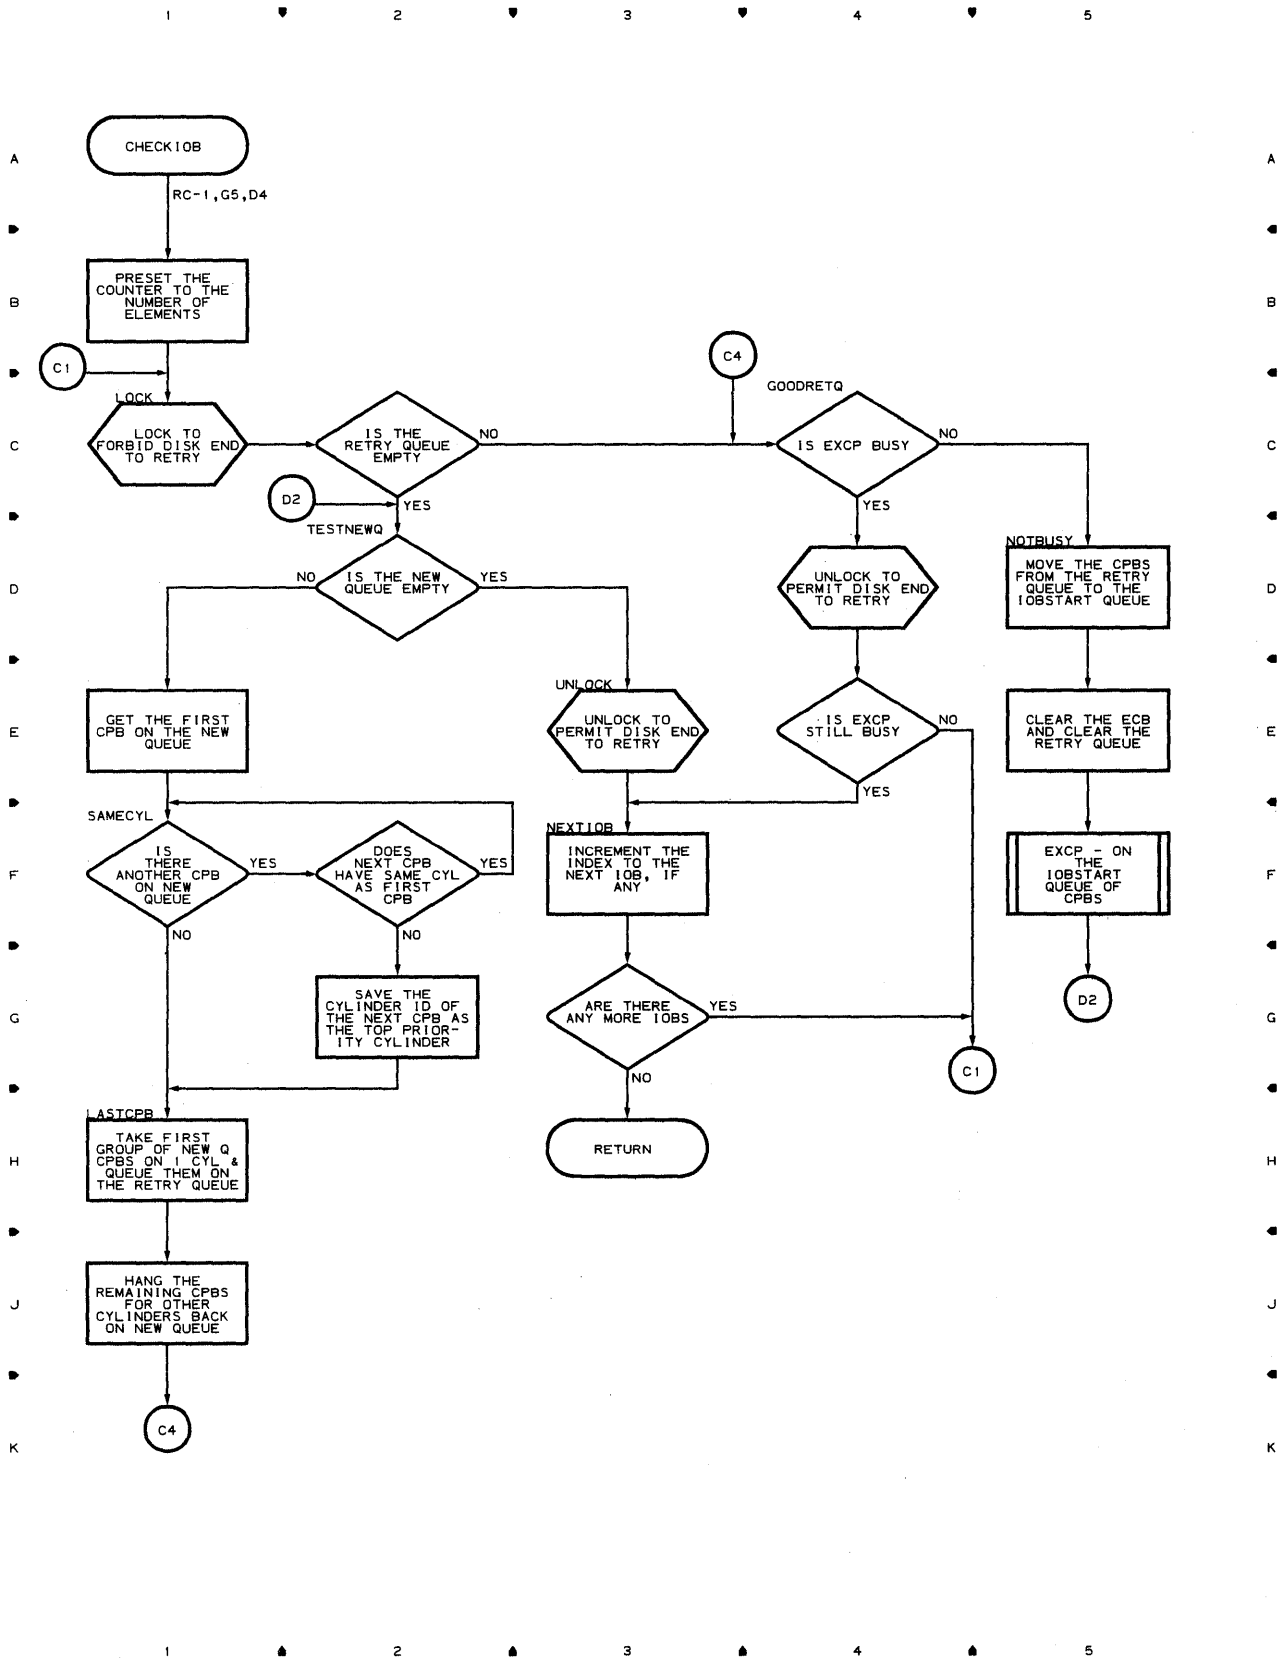 1 2 3 4 5
A
CHECKIOB
A
RC-1,G5,D4
B
PRESET THE
COUNTER TO THE
NUMBER OF
ELEMENTS
B
C1
C4
LOCK
GOODRETQ
C
LOCK TO
FORBID DISK END
TO RETRY
IS THE
RETRY QUEUE
EMPTY
NO
IS EXCP BUSY
NO
C
D2
YES
YES
TESTNEWQ
NOTBUSY
D
NO
IS THE NEW
QUEUE EMPTY
YES
UNLOCK TO
PERMIT DISK END
TO RETRY
MOVE THE CPBS
FROM THE RETRY
QUEUE TO THE
IOBSTART QUEUE
D
UNLOCK
E
GET THE FIRST
CPB ON THE NEW
QUEUE
UNLOCK TO
PERMIT DISK END
TO RETRY
IS EXCP
STILL BUSY
NO
CLEAR THE ECB
AND CLEAR THE
RETRY QUEUE
E
YES
SAMECYL
NEXTIOB
F
IS
THERE
ANOTHER CPB
ON NEW
QUEUE
YES
DOES
NEXT CPB
HAVE SAME CYL
AS FIRST
CPB
YES
INCREMENT THE
INDEX TO THE
NEXT IOB, IF
ANY
EXCP - ON
THE
IOBSTART
QUEUE OF
CPBS
F
NO
NO
G
SAVE THE
CYLINDER ID OF
THE NEXT CPB AS
THE TOP PRIOR-
ITY CYLINDER
ARE THERE
ANY MORE IOBS
YES
D2
G
C1
NO
LASTCPB
H
TAKE FIRST
GROUP OF NEW Q
CPBS ON 1 CYL &
QUEUE THEM ON
THE RETRY QUEUE
RETURN
H
J
HANG THE
REMAINING CPBS
FOR OTHER
CYLINDERS BACK
ON NEW QUEUE
J
C4
K
K
1 2 3 4 5